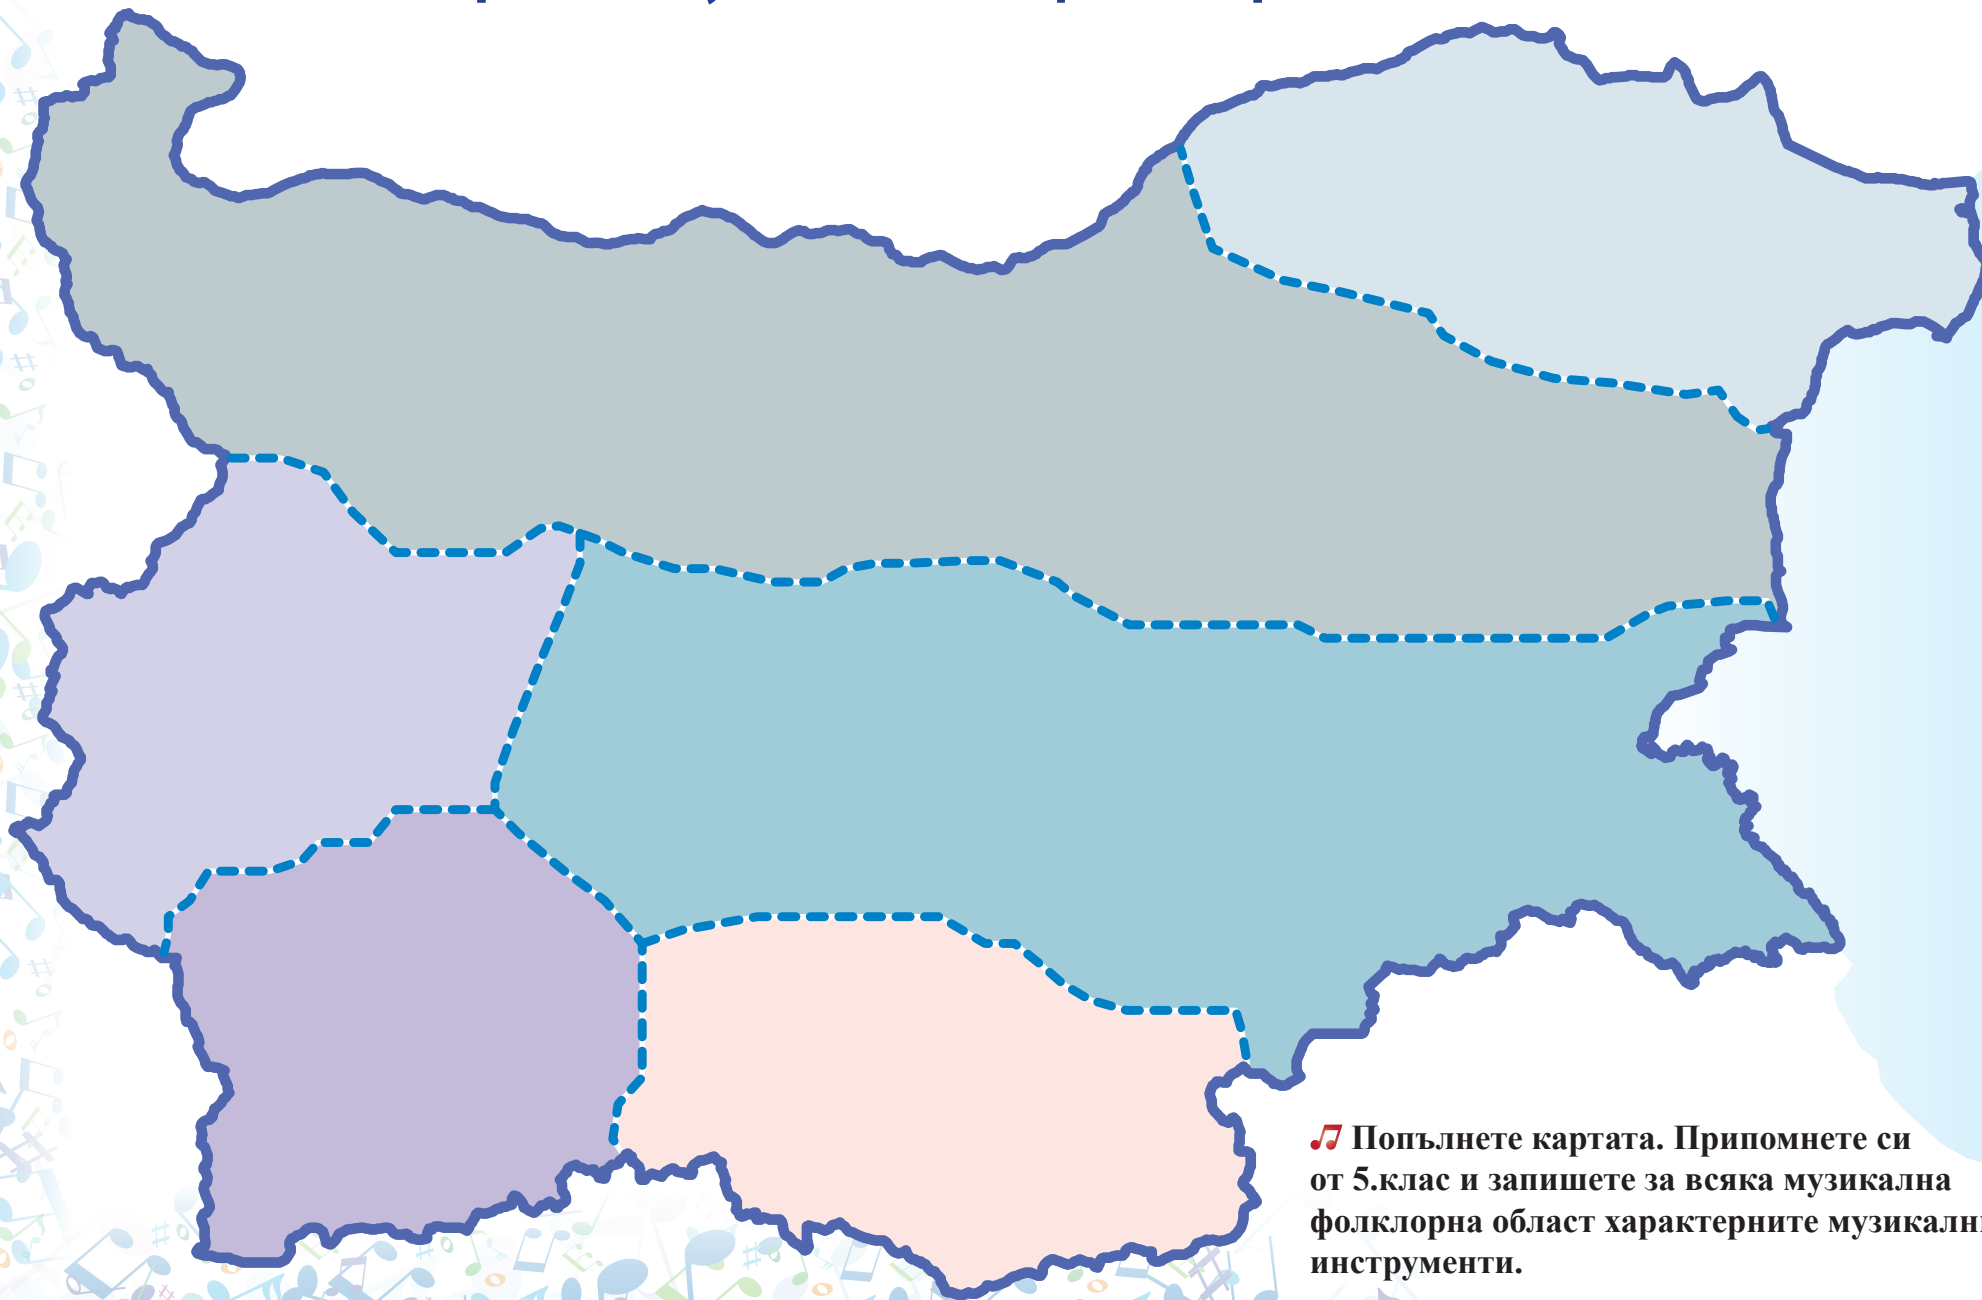 Попълнете картата. Припомнете си
от 5.клас и запишете за всяка музикална
фолклорна област характерните музикални
инструменти.